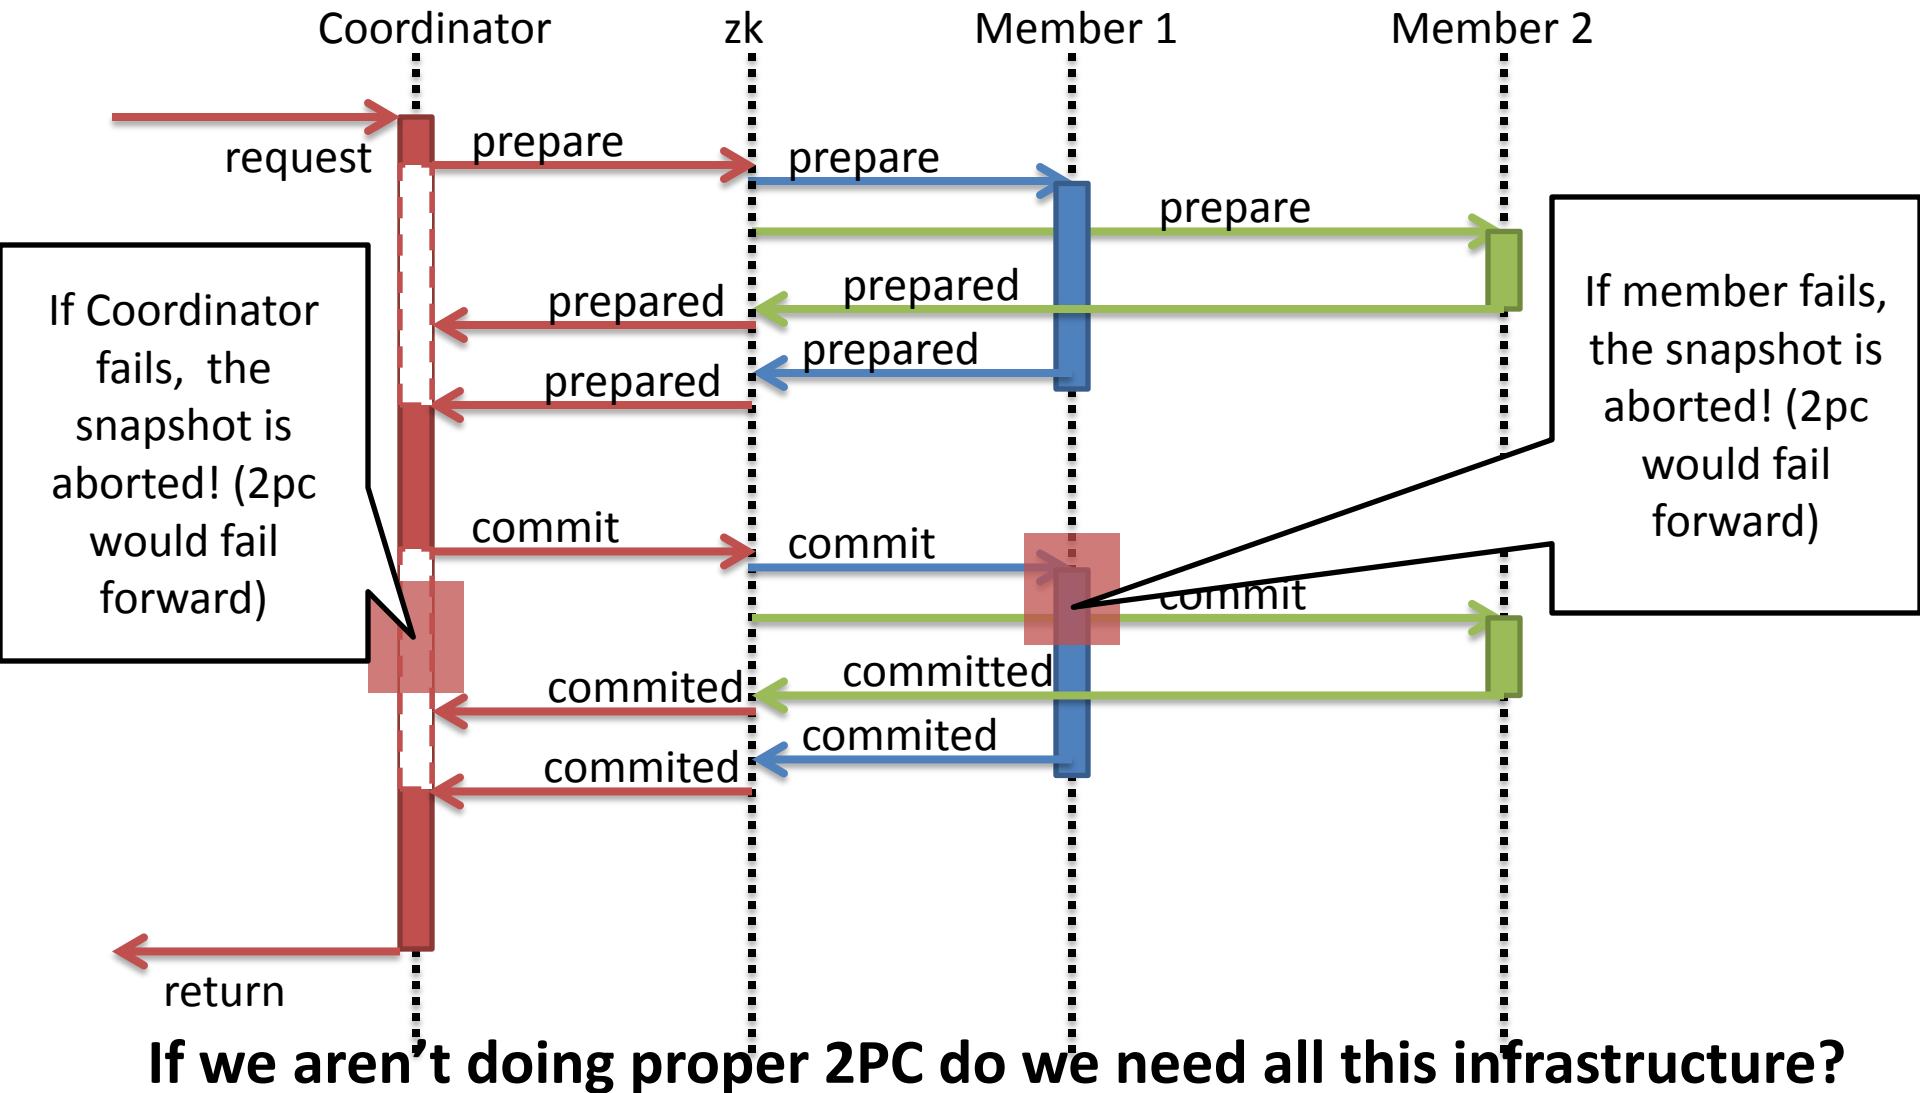 Coordinator
zk
Member 1
Member 2
request
prepare
prepare
prepare
prepared
prepared
prepared
prepared
If Coordinator
fails, the
snapshot is
aborted! (2pc
would fail
forward)
If member fails,
the snapshot is
aborted! (2pc
would fail
forward)
commit
commit
commit
commited
committed
commited
commited
return
If we aren’t doing proper 2PC do we need all this infrastructure?